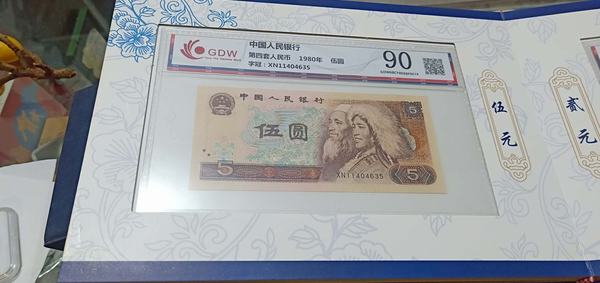 GDW
中国人民银行
第四套人民币 1980年 伍圆
字冠：XN11404635
90
中国人民银行
5
伍圆
5
XN11404635
5
伍元
贰元